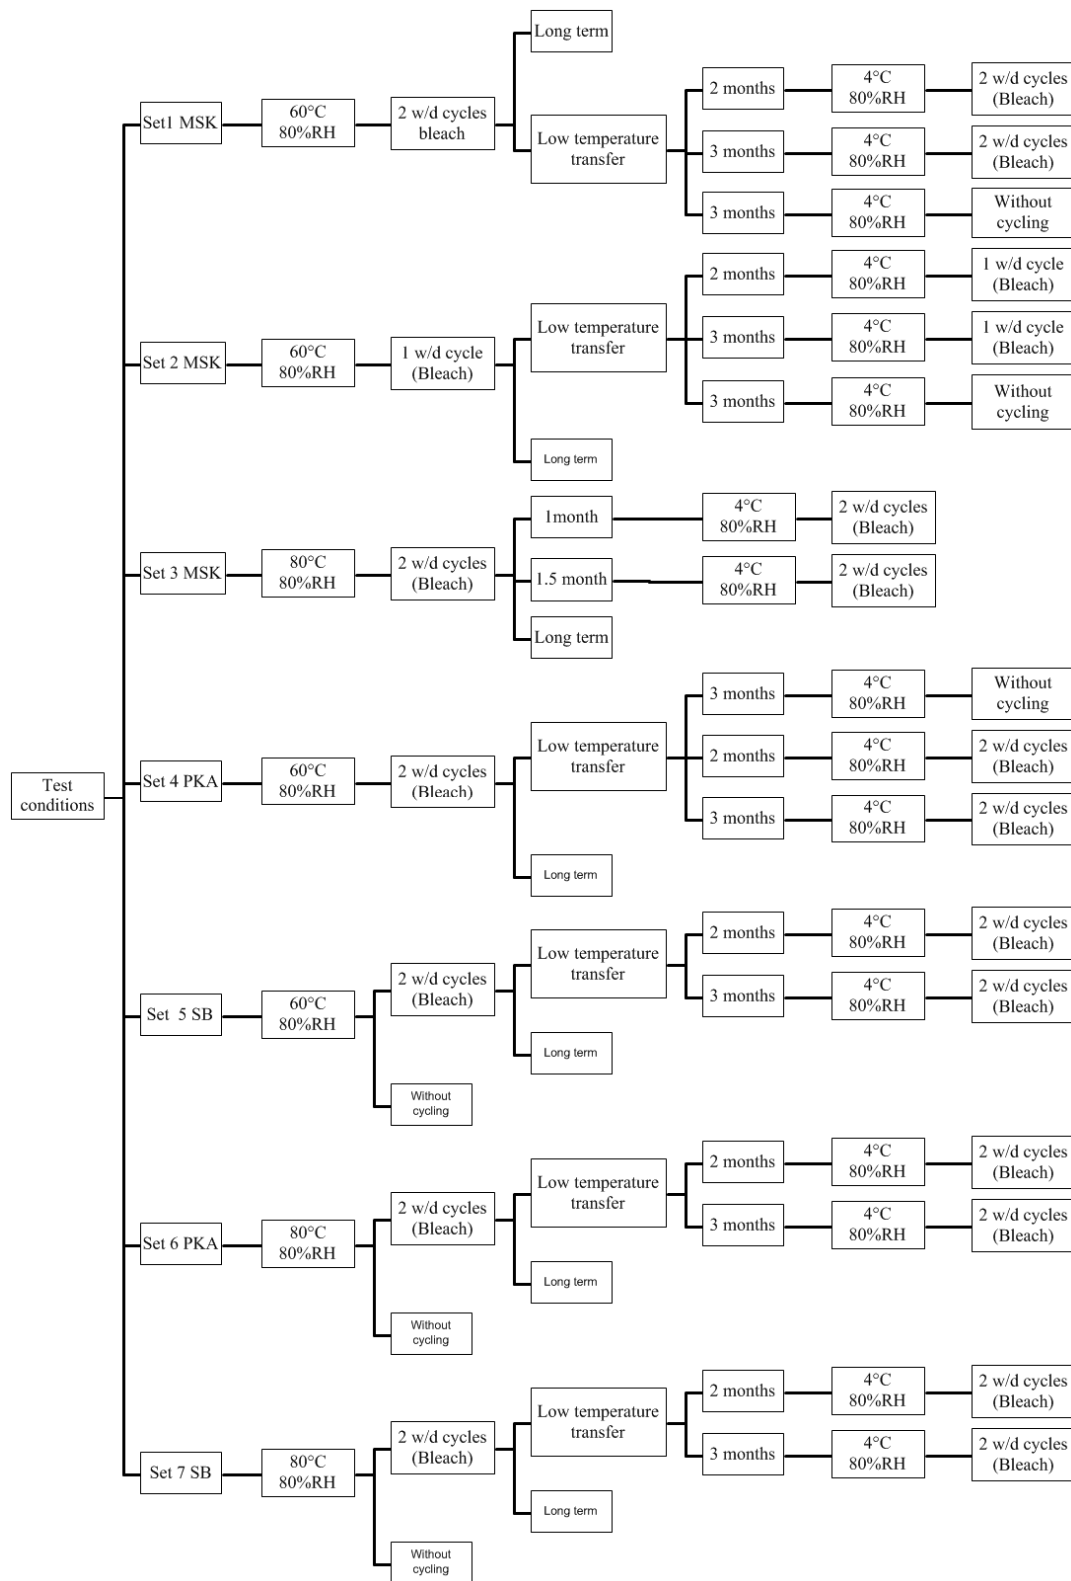 Long term
2 months
4°C
80%RH
2 w/d cycles
(Bleach)
Set1 MSK
60°C
80%RH
2 w/d cycles
bleach
Low temperature
transfer
3 months
4°C
80%RH
2 w/d cycles
(Bleach)
3 months
4°C
80%RH
Without
cycling
2 months
4°C
80%RH
1 w/d cycle
(Bleach)
Set 2 MSK
60°C
80%RH
1 w/d cycle
(Bleach)
Low temperature
transfer
3 months
4°C
80%RH
1 w/d cycle
(Bleach)
3 months
4°C
80%RH
Without
cycling
Long term
Set 3 MSK
80°C
80%RH
2 w/d cycles
(Bleach)
1month
4°C
80%RH
2 w/d cycles
(Bleach)
1.5 month
4°C
80%RH
2 w/d cycles
(Bleach)
Long term
Test
conditions
Set 4 PKA
60°C
80%RH
2 w/d cycles
(Bleach)
Low temperature
transfer
3 months
4°C
80%RH
Without
cycling
2 months
4°C
80%RH
2 w/d cycles
(Bleach)
3 months
4°C
80%RH
2 w/d cycles
(Bleach)
Long term
Set  5 SB
60°C
80%RH
2 w/d cycles
(Bleach)
Low temperature
transfer
2 months
4°C
80%RH
2 w/d cycles
(Bleach)
3 months
4°C
80%RH
2 w/d cycles
(Bleach)
Long term
Without
cycling
Set 6 PKA
80°C
80%RH
2 w/d cycles
(Bleach)
Low temperature
transfer
2 months
4°C
80%RH
2 w/d cycles
(Bleach)
3 months
4°C
80%RH
2 w/d cycles
(Bleach)
Long term
Without
cycling
Set 7 SB
80°C
80%RH
2 w/d cycles
(Bleach)
Low temperature
transfer
2 months
4°C
80%RH
2 w/d cycles
(Bleach)
3 months
4°C
80%RH
2 w/d cycles
(Bleach)
Long term
Without
cycling